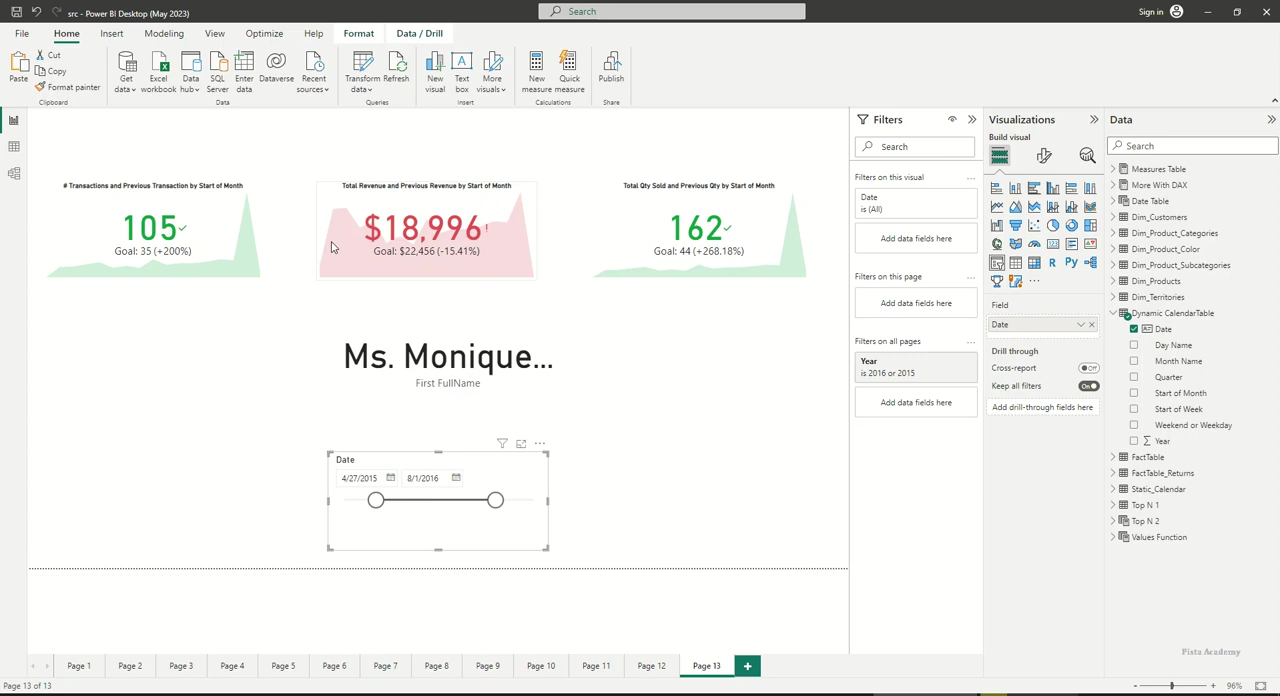 src - Power BI Desktop (May 2023)
Search
Sign in
File
Home
Insert
Modeling
View
Optimize
Help
Format
Data / Drill
Paste
Cut
Copy
Format painter
Clipboard
Get data
Excel workbook
Data hub
SQL Server
Enter data
Dataverse
Recent sources
Data
Transform data
Refresh
Queries
New visual
Text box
More visuals
Insert
New measure
Quick measure
Calculations
Publish
Share
# Transactions and Previous Transaction by Start of Month
105
Goal: 35 (+200%)
Total Revenue and Previous Revenue by Start of Month
$18,996!
Goal: $22,456 (-15.41%)
Total Qty Sold and Previous Qty by Start of Month
162
Goal: 44 (+268.18%)
Ms. Monique...
First FullName
Date
4/27/2015
8/1/2016
Filters
Search
Filters on this visual
...
Date
is (All)
Add data fields here
Filters on this page
...
Add data fields here
Filters on all pages
...
Year
is 2016 or 2015
Add data fields here
Visualizations
Build visual
123
R
Py
...
Field
Date
Drill through
Cross-report
Off
Keep all filters
On
Add drill-through fields here
Data
Search
Measures Table
More With DAX
Date Table
Dim_Customers
Dim_Product_Categories
Dim_Product_Color
Dim_Product_Subcategories
Dim_Products
Dim_Territories
Dynamic CalendarTable
Date
Day Name
Month Name
Quarter
Start of Month
Start of Week
Weekend or Weekday
Year
FactTable
FactTable_Returns
Static_Calendar
Top N 1
Top N 2
Values Function
Pista Academy
Page 1
Page 2
Page 3
Page 4
Page 5
Page 6
Page 7
Page 8
Page 9
Page 10
Page 11
Page 12
Page 13
Page 13 of 13
96%